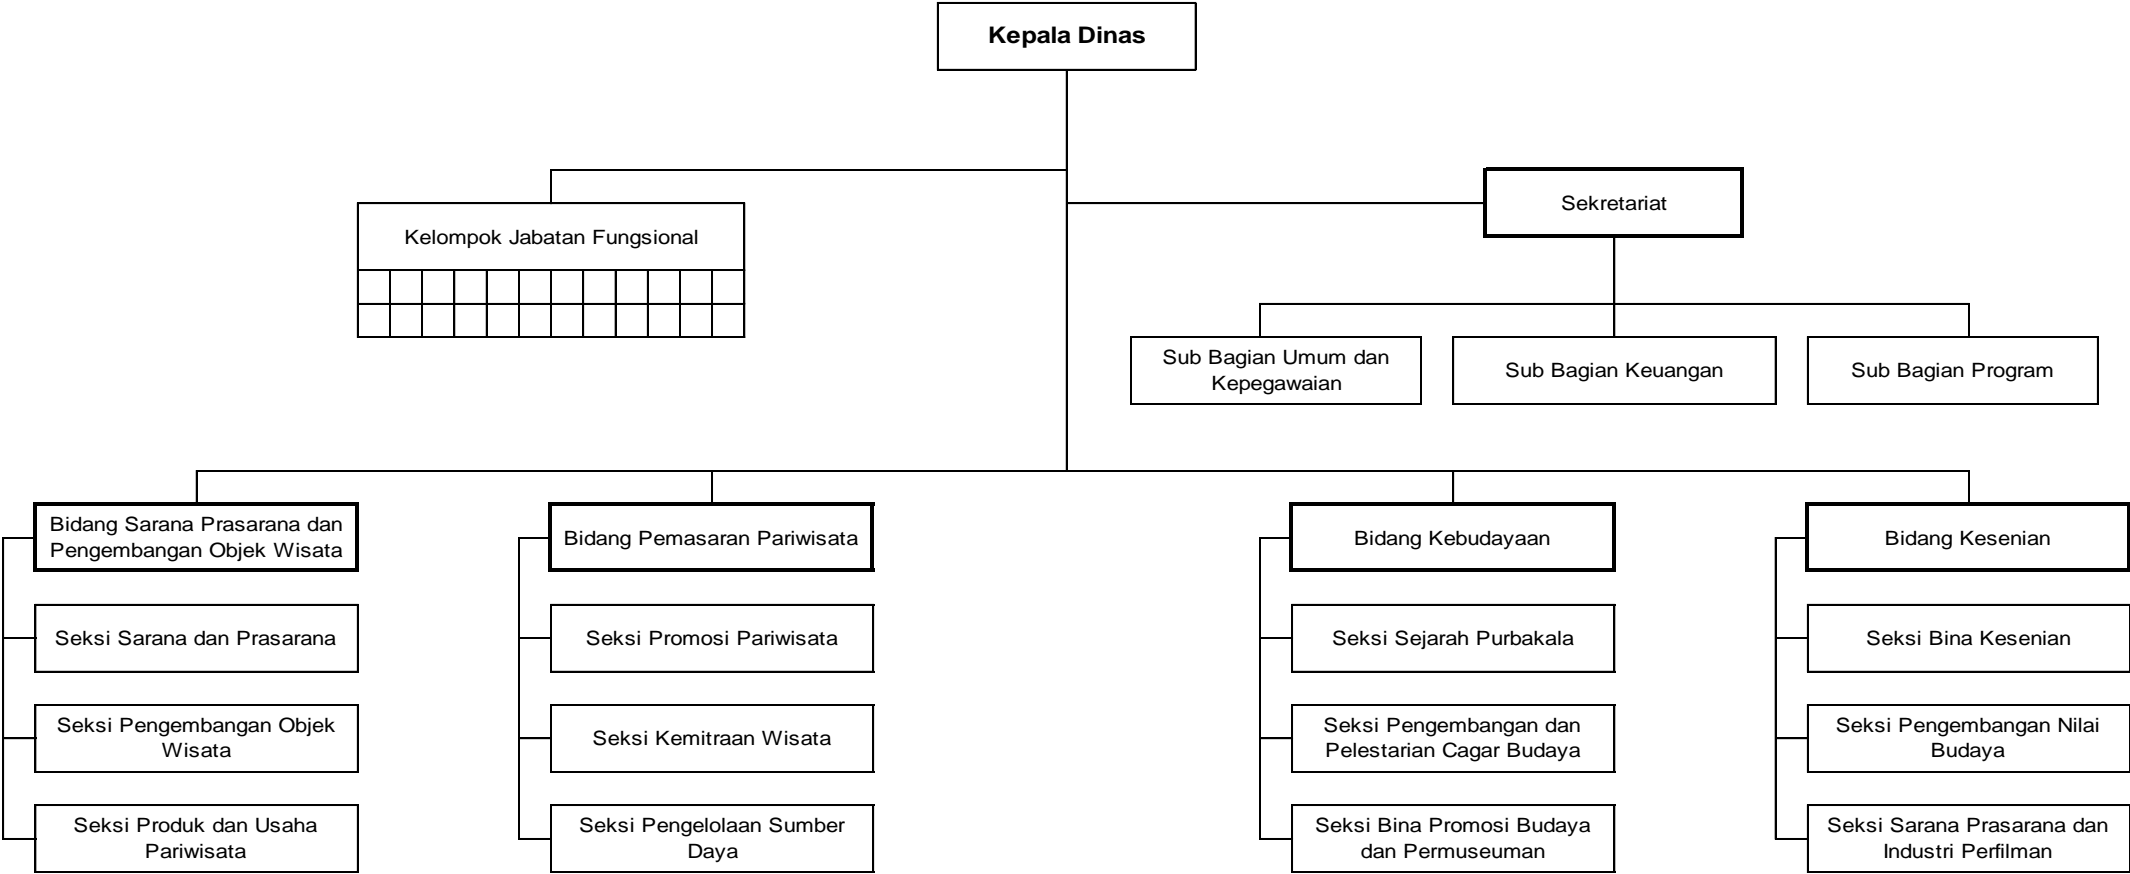 Kepala Dinas
Sekretariat
Kelompok Jabatan Fungsional
Sub Bagian Umum dan
Kepegawaian
Sub Bagian Keuangan
Sub Bagian Program
Bidang Sarana Prasarana dan
Pengembangan Objek Wisata
Seksi Sarana dan Prasarana
Seksi Pengembangan Objek
Wisata
Seksi Produk dan Usaha
Pariwisata
Bidang Pemasaran Pariwisata
Seksi Promosi Pariwisata
Seksi Kemitraan Wisata
Seksi Pengelolaan Sumber
Daya
Bidang Kebudayaan
Seksi Sejarah Purbakala
Seksi Pengembangan dan
Pelestarian Cagar Budaya
Seksi Bina Promosi Budaya
dan Permuseuman
Bidang Kesenian
Seksi Bina Kesenian
Seksi Pengembangan Nilai
Budaya
Seksi Sarana Prasarana dan
Industri Perfilman